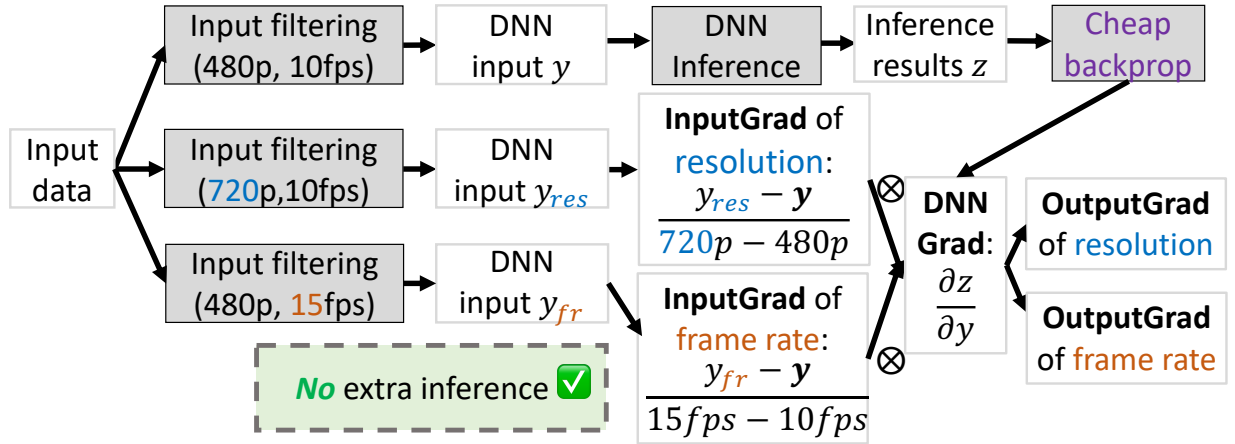 Input filtering
(480p, 10fps)
DNN
input y
DNN
Inference
Inference
results z
Cheap
backprop
Input
data
Input filtering
(720p,10fps)
DNN
input y_res
InputGrad of
resolution:
y_res − y
720p − 480p
⊗
Input filtering
(480p, 15fps)
DNN
input y_fr
InputGrad of
frame rate:
y_fr − y
15fps − 10fps
⊗
DNN
Grad:
∂z
∂y
OutputGrad
of resolution
OutputGrad
of frame rate
No extra inference ✅